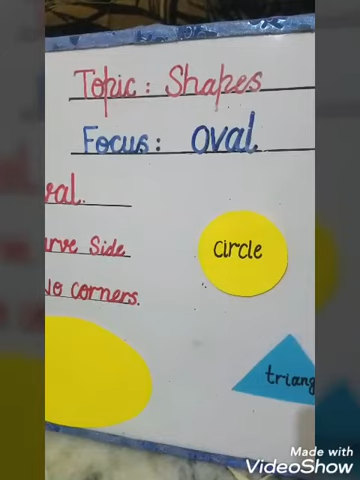 Topic: Shapes
Focus: Oval
val.
urve Side
No corners.
circle
triang
Made with
VideoShow